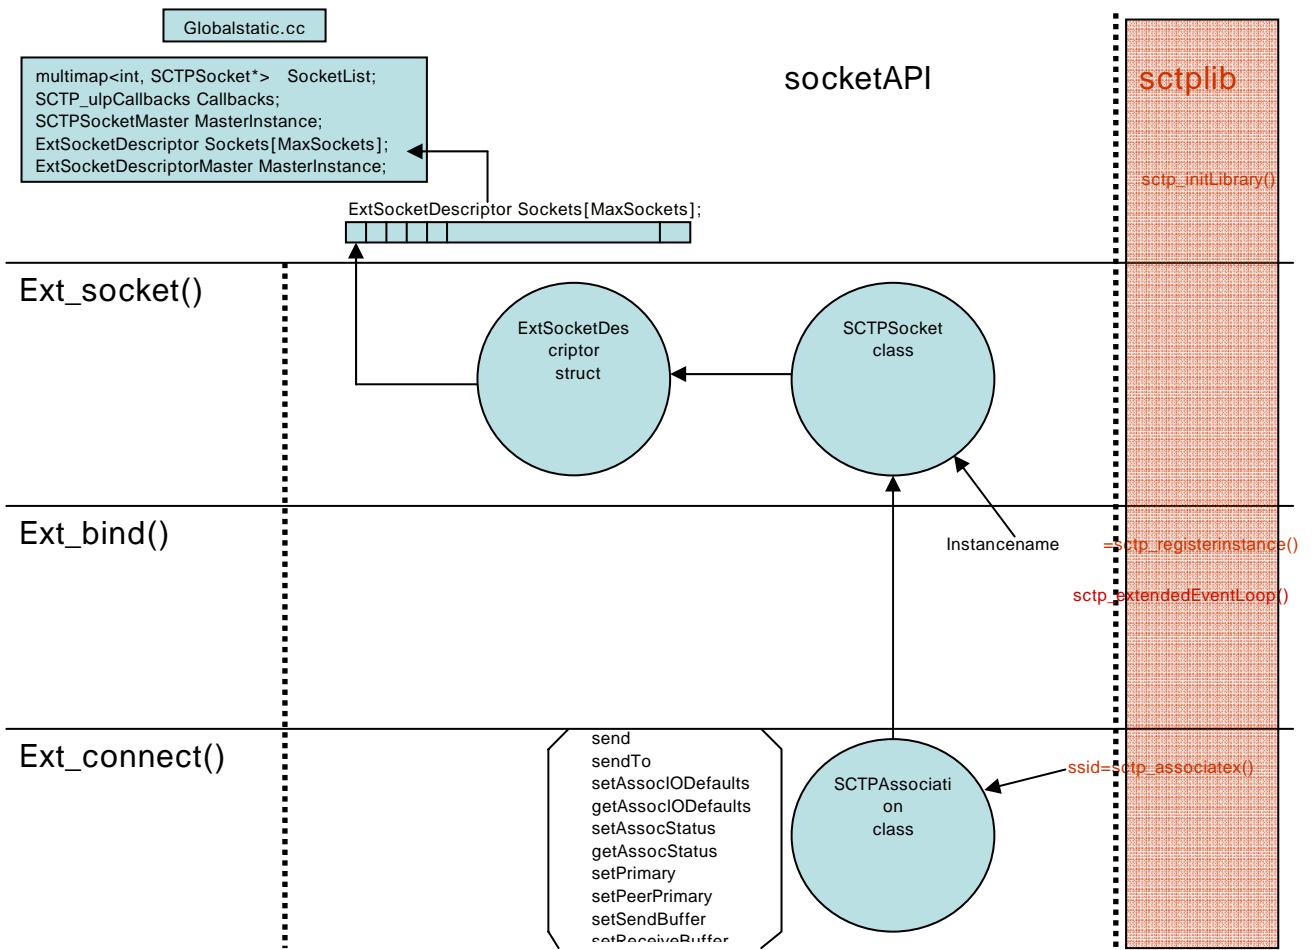 Globalstatic.cc
multimap<int, SCTPSocket*> SocketList;
SCTP_ulpCallbacks Callbacks;
SCTPSocketMaster MasterInstance;
ExtSocketDescriptor Sockets[MaxSockets];
ExtSocketDescriptorMaster MasterInstance;
socketAPI
sctplib
sctp_initLibrary()
ExtSocketDescriptor Sockets[MaxSockets];
Ext_socket()
ExtSocketDes
criptor
struct
SCTPSocket
class
Ext_bind()
Instancename
=sctp_registerinstance()
sctp_extendedEventLoop()
Ext_connect()
send
sendTo
setAssocIODefaults
getAssocIODefaults
setAssocStatus
getAssocStatus
setPrimary
setPeerPrimary
setSendBuffer
setReceiveBuffer
SCTPAssociati
on
class
ssid=sctp_associatex()